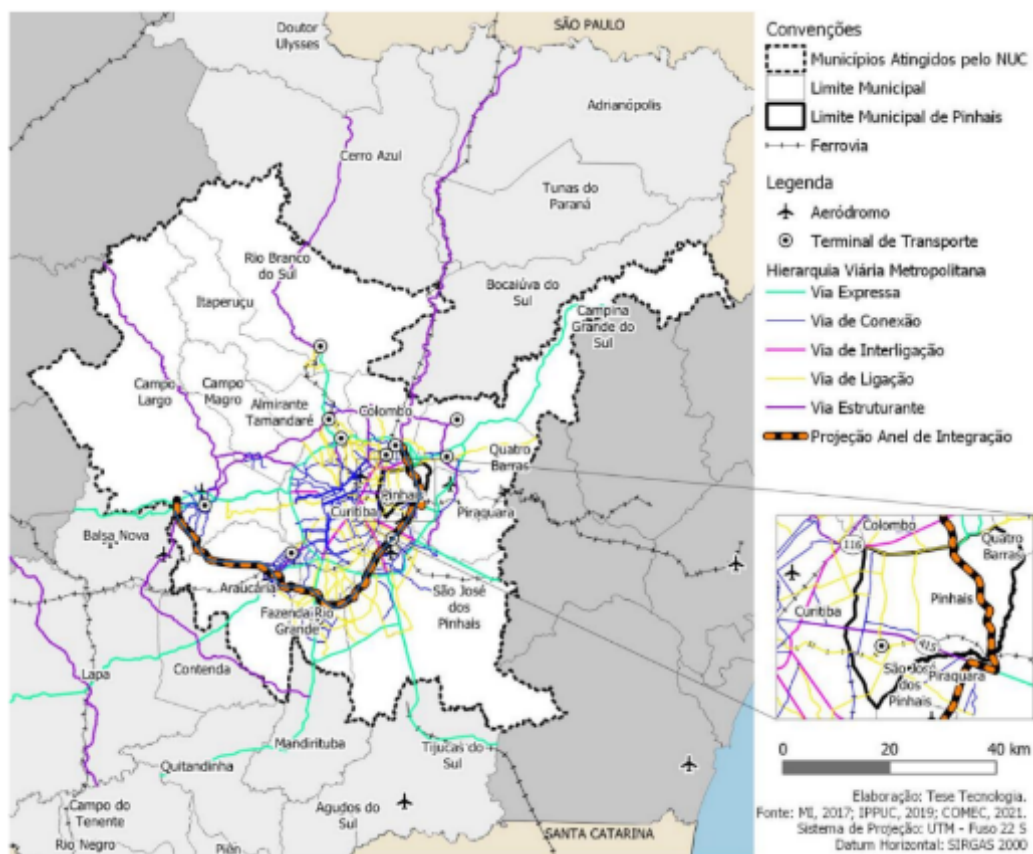 SÃO PAULO
Doutor
Ulysses
Adrianópolis
Cerro Azul
Tunas do
Paraná
Rio Branco
do Sul
Itaperuçu
Bocaiúva do
Sul
Campina
Grande do
Sul
Campo
Largo
Campo
Magro
Almirante
Tamandaré
Colombo
Quatro
Barras
Pinhais
Curitiba
Piraquara
Balsa Nova
Araucária
São José
dos
Pinhais
Fazenda Rio
Grande
Lapa
Contenda
Mandirituba
Quitandinha
Tijucas do
Sul
Campo do
Tenente
Agudos do
Sul
Rio Negro
Piên
SANTA CATARINA
Convenções
Municípios Atingidos pelo NUC
Limite Municipal
Limite Municipal de Pinhais
Ferrovia
Legenda
Aeródromo
Terminal de Transporte
Hierarquia Viária Metropolitana
Via Expressa
Via de Conexão
Via de Interligação
Via de Ligação
Via Estruturante
Projeção Anel de Integração
Colombo
116
Quatro
Barras
Curitiba
Pinhais
415
São José
dos
Pinhais
Piraquara
0 20 40 km
Elaboração: Tese Tecnologia.
Fonte: MI, 2017; IPPUC, 2019; COMEC, 2021.
Sistema de Projeção: UTM - Fuso 22 S
Datum Horizontal: SIRGAS 2000